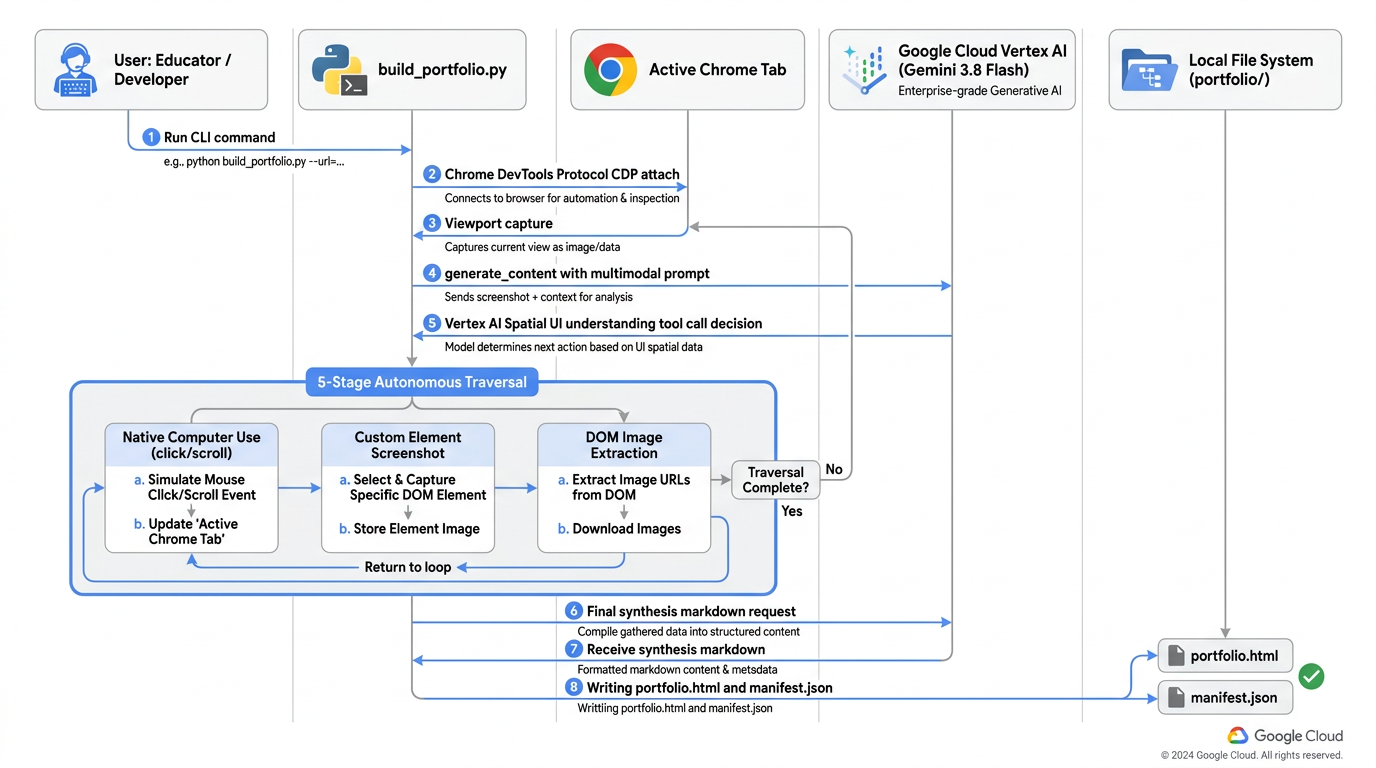 User: Educator /
Developer
build_portfolio.py
Active Chrome Tab
Google Cloud Vertex AI
(Gemini 3.8 Flash)
Enterprise-grade Generative AI
Local File System
(portfolio/)
1 Run CLI command
e.g., python build_portfolio.py --url=...
2 Chrome DevTools Protocol CDP attach
Connects to browser for automation & inspection
3 Viewport capture
Captures current view as image/data
4 generate_content with multimodal prompt
Sends screenshot + context for analysis
5 Vertex AI Spatial UI understanding tool call decision
Model determines next action based on UI spatial data
5-Stage Autonomous Traversal
Native Computer Use
(click/scroll)
a. Simulate Mouse
Click/Scroll Event
b. Update 'Active
Chrome Tab'
Custom Element
Screenshot
a. Select & Capture
Specific DOM Element
b. Store Element Image
DOM Image
Extraction
a. Extract Image URLs
from DOM
b. Download Images
Return to loop
Traversal
Complete?
No
Yes
6 Final synthesis markdown request
Complle gathered data into structured content
7 Receive synthesis markdown
Formatted markdown content & metsdata
8 Writing portfolio.html and manifest.json
Writtling portfolio.html and manifest.json
portfolio.html
manifest.json
Google Cloud
© 2024 Google Cloud. All rights reserved.